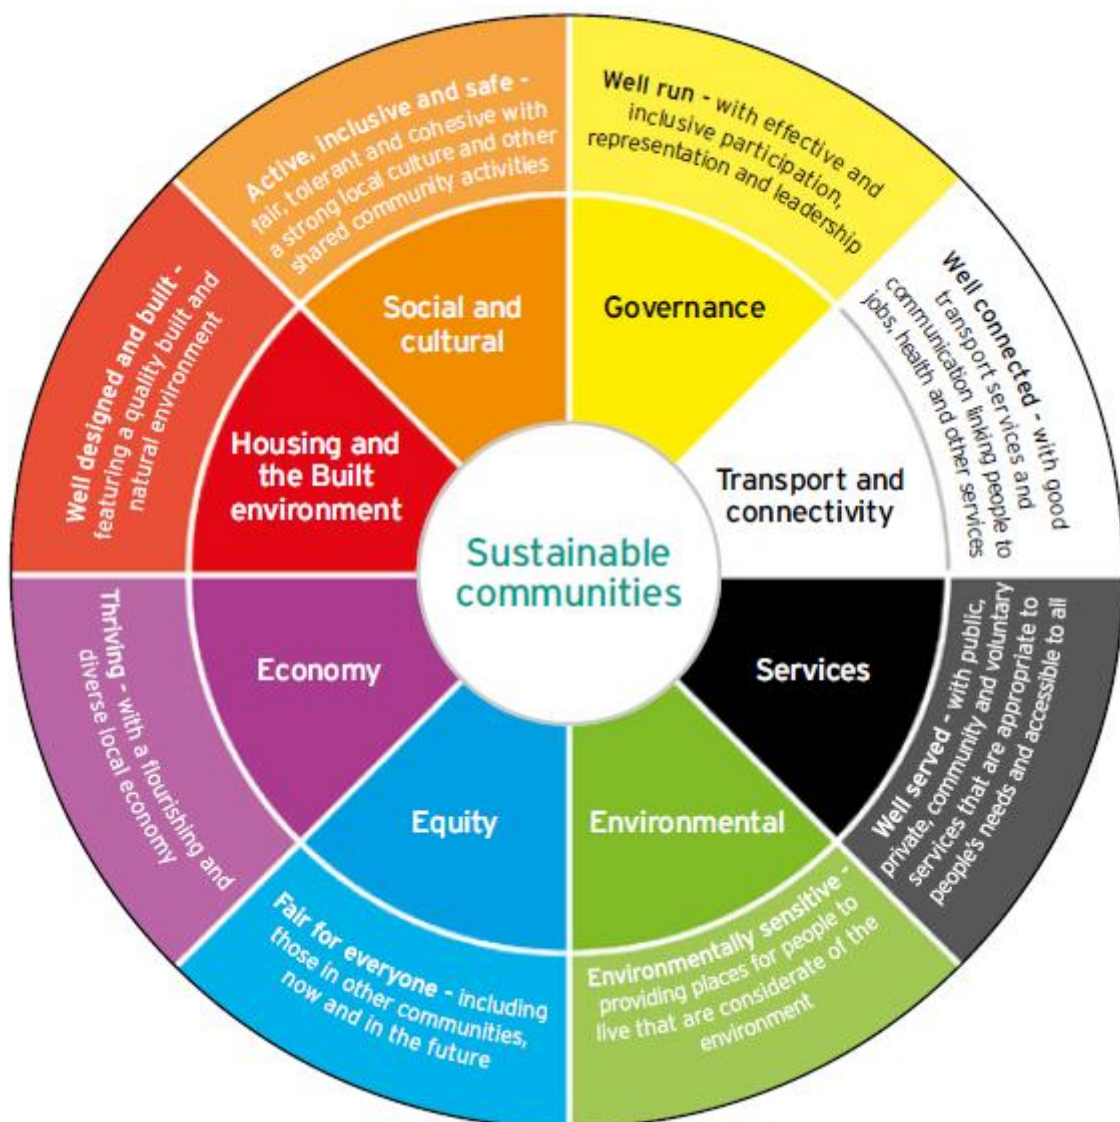 Sustainable
communities
Governance
Well run - with effective and
inclusive participation,
representation and leadership
Transport and
connectivity
Well connected - with good
transport services and
communication linking people to
jobs, health and other services
Services
Well served - with public,
private, community and voluntary
services that are appropriate to
people's needs and accessible to all
Environmental
Environmentally sensitive -
providing places for people to
live that are considerate of the
environment
Equity
Fair for everyone - including
those in other communities,
now and in the future
Economy
Thriving - with a flourishing and
diverse local economy
Housing and
the Built
environment
Well designed and built -
featuring a quality built and
natural environment
Social and
cultural
Active, inclusive and safe -
fair, tolerant and cohesive with
a strong local culture and other
shared community activities